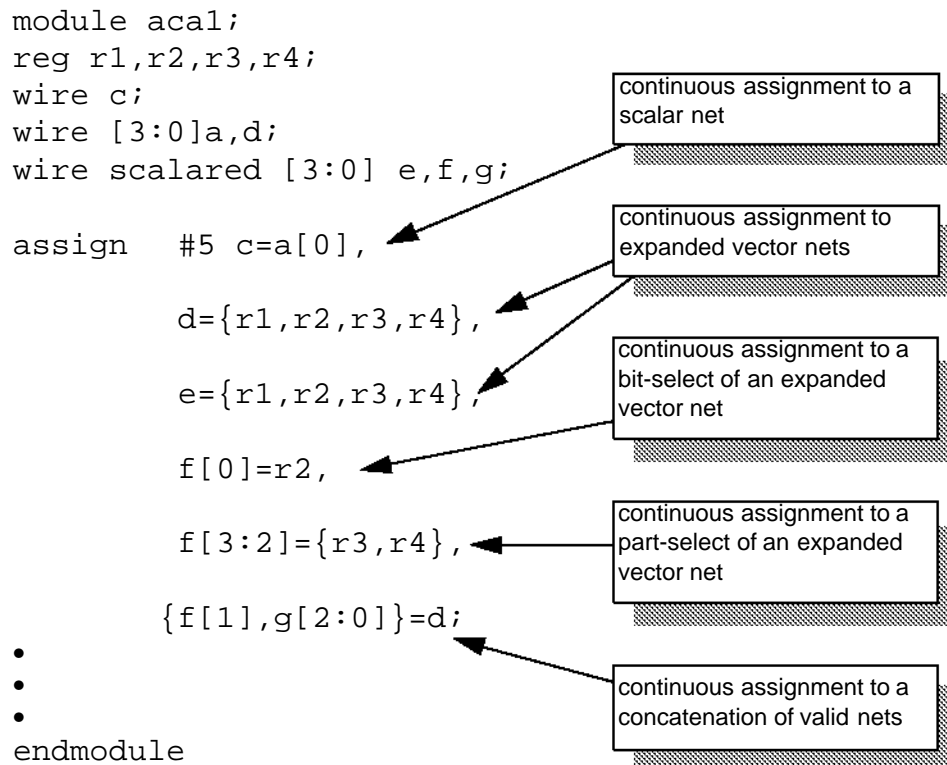 module aca1;
reg r1,r2,r3,r4;
wire c;
wire [3:0]a,d;
wire scalared [3:0] e,f,g;
continuous assignment to a
scalar net
assign #5 c=a[0],
continuous assignment to
expanded vector nets
d={r1,r2,r3,r4},
e={r1,r2,r3,r4},
continuous assignment to a
bit-select of an expanded
vector net
f[0]=r2,
f[3:2]={r3,r4},
continuous assignment to a
part-select of an expanded
vector net
{f[1],g[2:0]}=d;
•
•
•
continuous assignment to a
concatenation of valid nets
endmodule